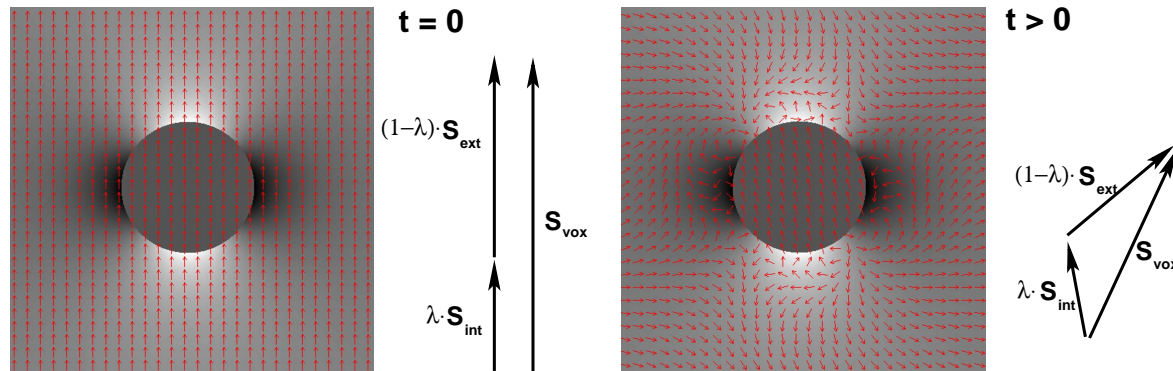 t = 0
(1−λ)· S_ext
S_vox
λ· S_int
t > 0
(1−λ)· S_ext
S_vox
λ· S_int